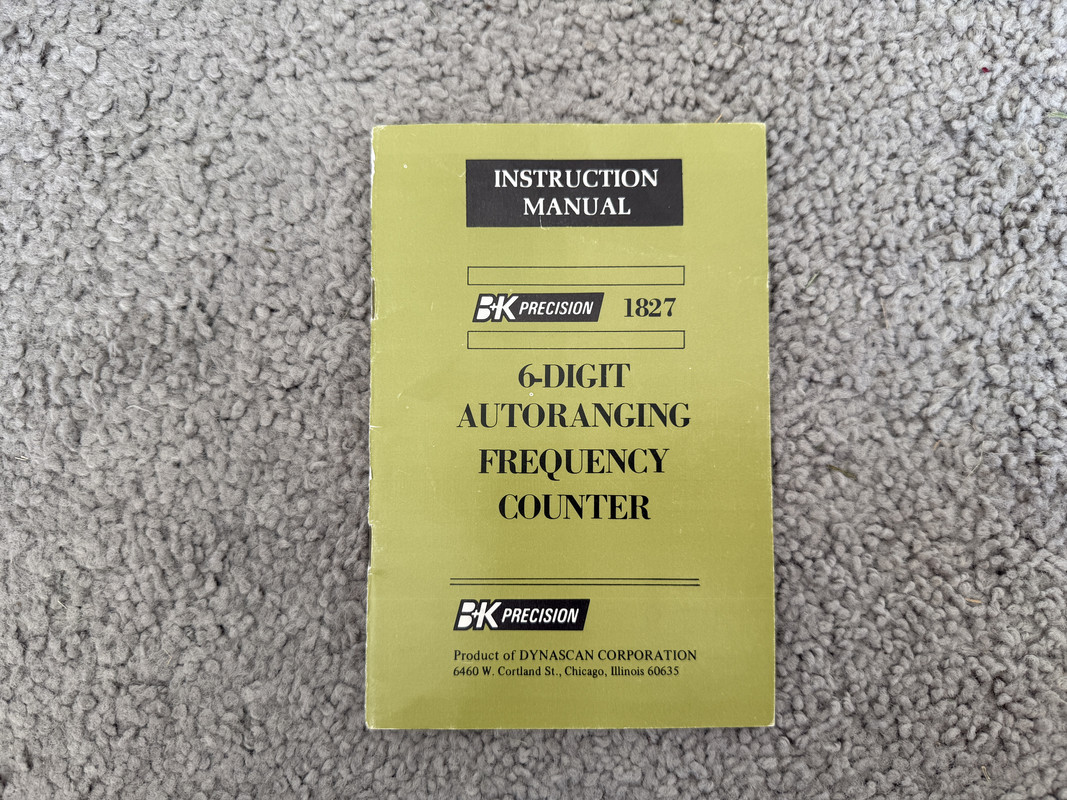 INSTRUCTION
MANUAL
B+K PRECISION 1827
6-DIGIT
AUTORANGING
FREQUENCY
COUNTER
B+K PRECISION
Product of DYNASCAN CORPORATION
6460 W. Cortland St., Chicago, Illinois 60635